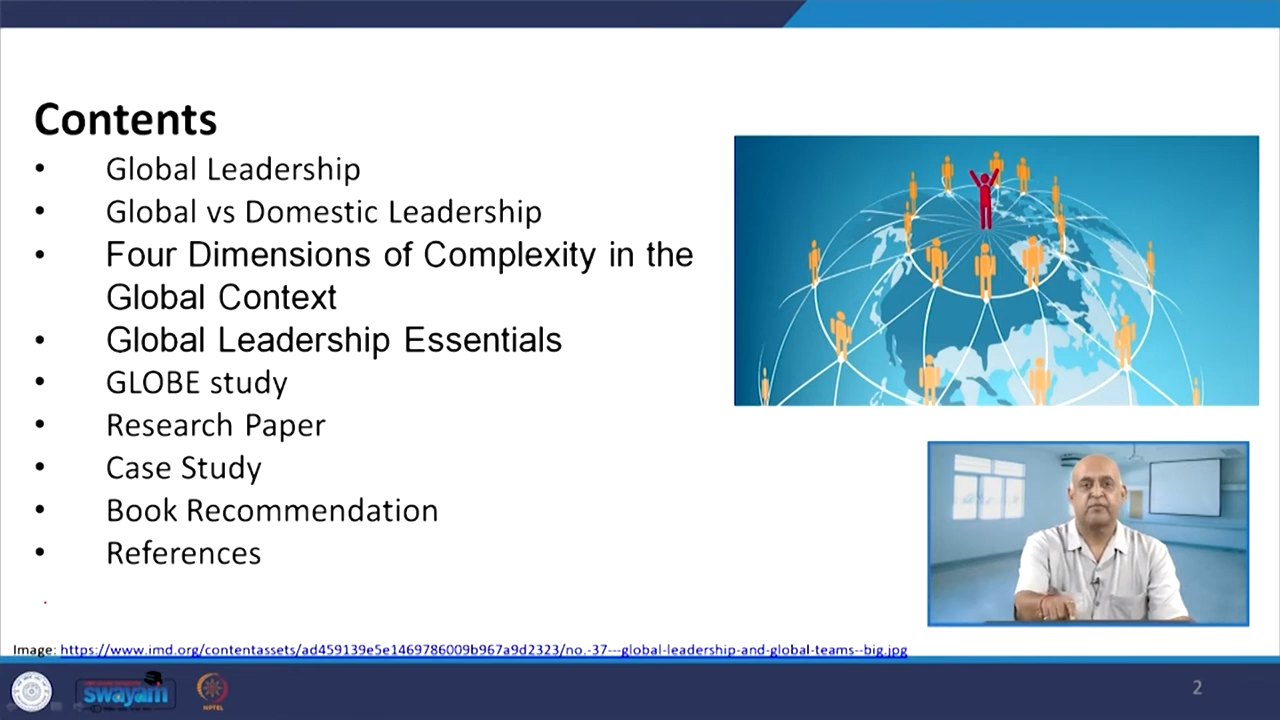 Contents
• Global Leadership
• Global vs Domestic Leadership
• Four Dimensions of Complexity in the
Global Context
• Global Leadership Essentials
• GLOBE study
• Research Paper
• Case Study
• Book Recommendation
• References
Image: https://www.imd.org/contentassets/ad459139e5e1469786009b967a9d2323/no.-37---global-leadership-and-global-teams--big.jpg
swayam
NPTEL
2